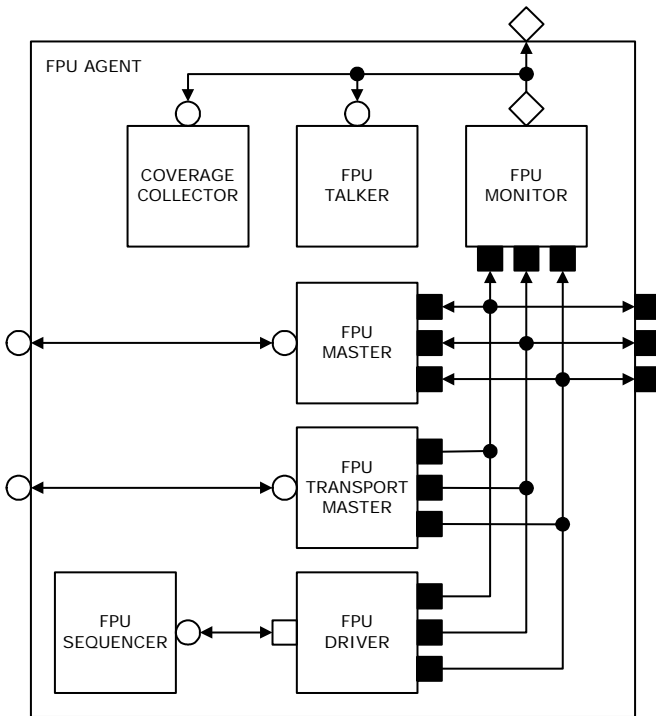 FPU AGENT
COVERAGE
COLLECTOR
FPU
TALKER
FPU
MONITOR
FPU
MASTER
FPU
TRANSPORT
MASTER
FPU
SEQUENCER
FPU
DRIVER